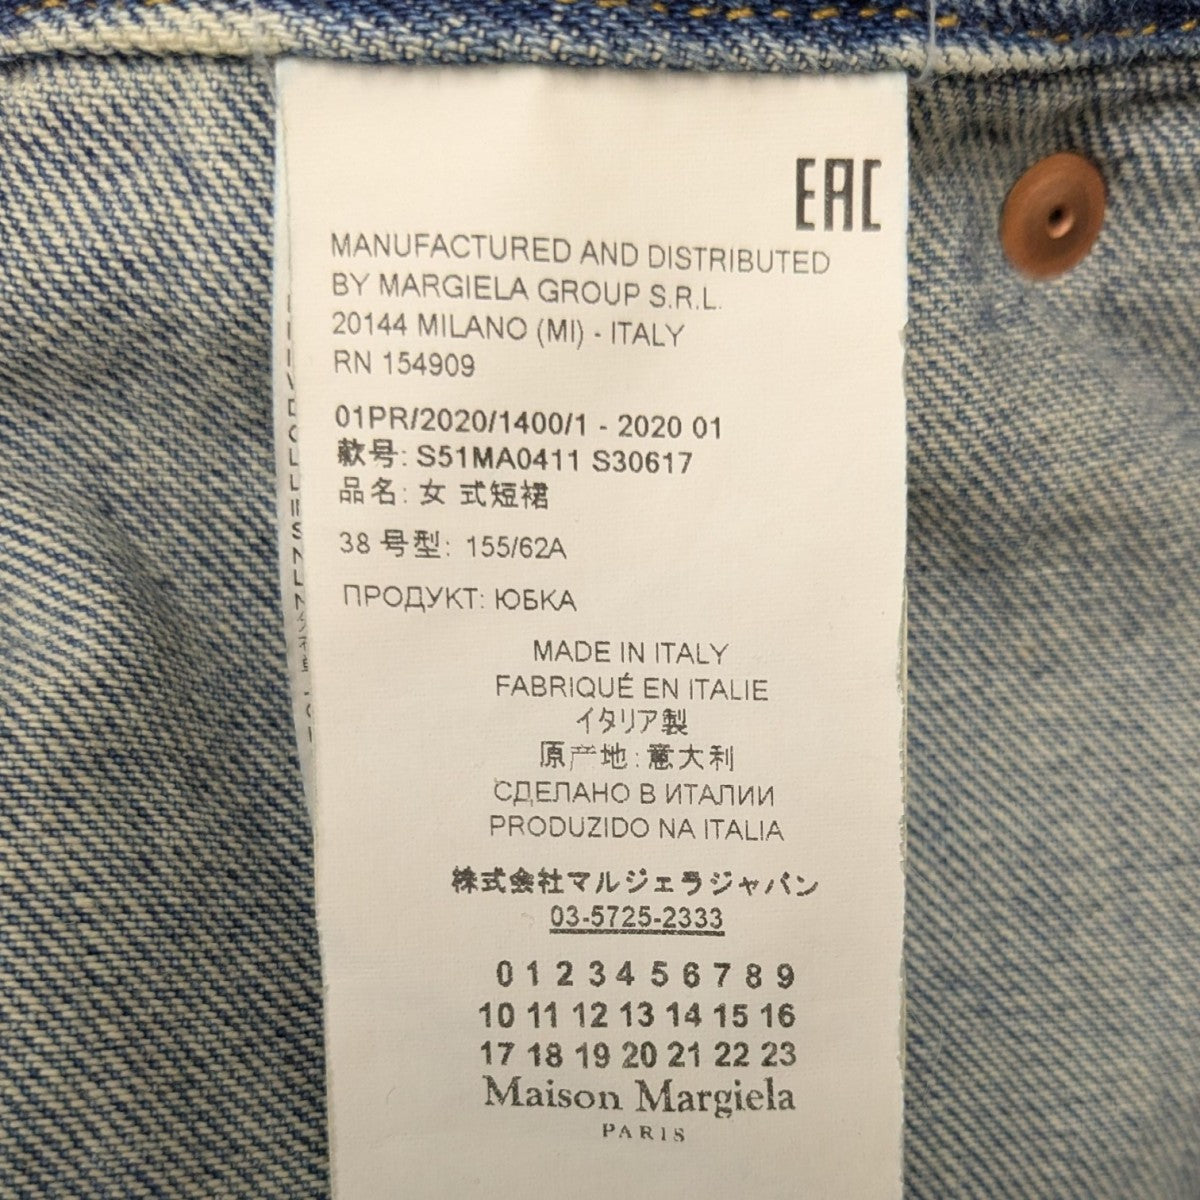 EAC
MANUFACTURED AND DISTRIBUTED
BY MARGIELA GROUP S.R.L.
20144 MILANO (MI) - ITALY
RN 154909
01PR/2020/1400/1 - 2020 01
款号: S51MA0411 S30617
品名: 女 式短裙
38 号型: 155/62A
ПРОДУКТ: ЮБКА
MADE IN ITALY
FABRIQUÉ EN ITALIE
イタリア製
原产地: 意大利
СДЕЛАНО В ИТАЛИИ
PRODUZIDO NA ITALIA
株式会社マルジェラジャパン
03-5725-2333
0 1 2 3 4 5 6 7 8 9
10 11 12 13 14 15 16
17 18 19 20 21 22 23
Maison Margiela
PARIS